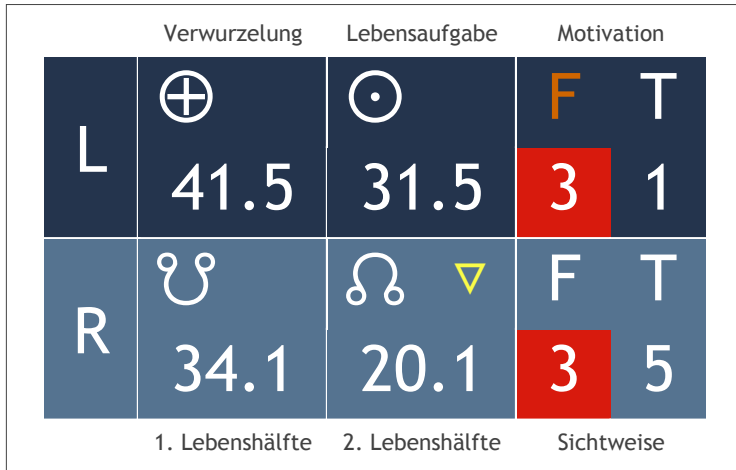 Verwurzelung Lebensaufgabe Motivation
L ⊕ ☉ F T
41.5 31.5 3 1
R ☋ ☊ ▽ F T
34.1 20.1 3 5
1. Lebenshälfte 2. Lebenshälfte Sichtweise